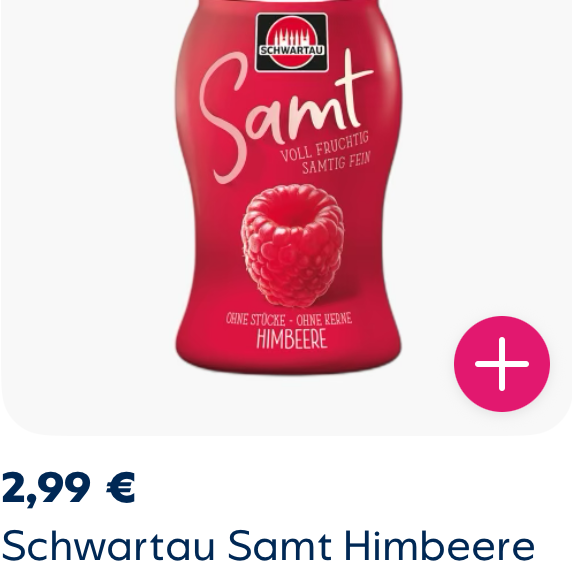 SCHWARTAU
Samt
VOLL FRUCHTIG
SAMTIG FEIN
OHNE STÜCKE - OHNE KERNE
HIMBEERE
2,99 €
Schwartau Samt Himbeere